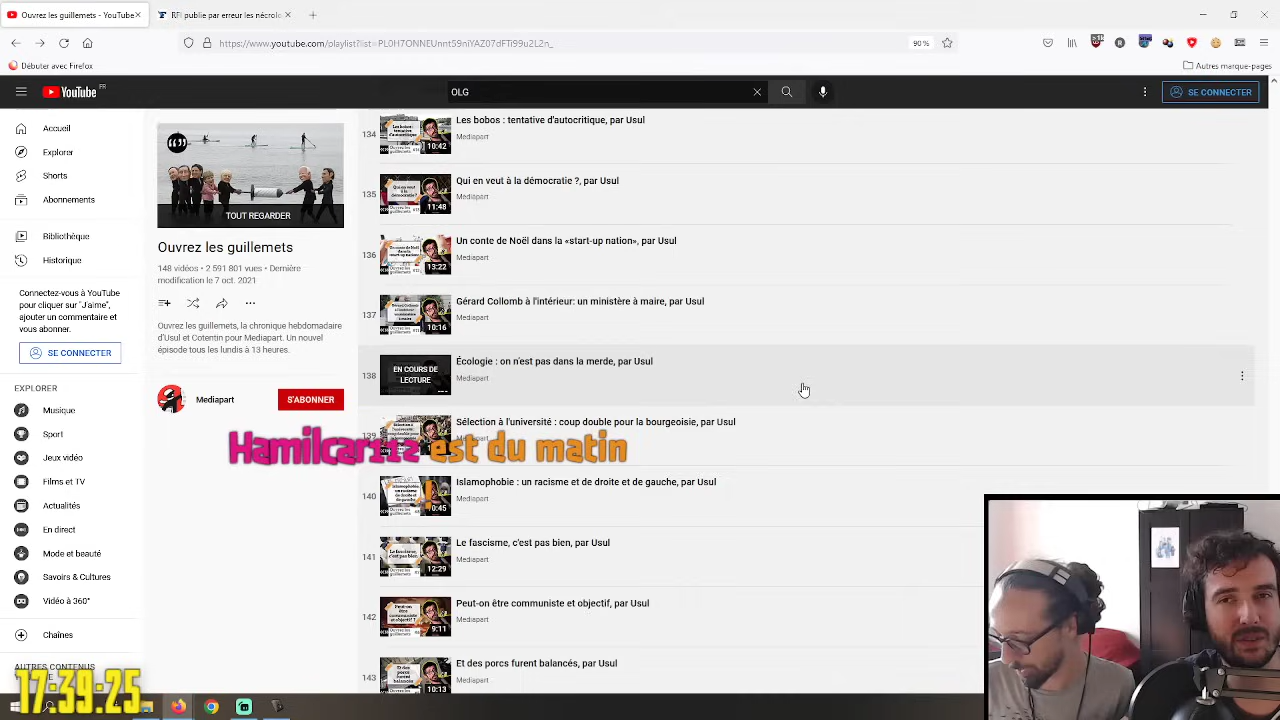 Ouvrez les guillemets - YouTube
RFI publie par erreur les nécrolo
https://www.youtube.com/playlist?list=PL0H7ONNEUnntS9niYAZ07dFTi99u2L2n_
90 %
Débuter avec Firefox
Autres marque-pages
YouTube FR
OLG
SE CONNECTER
Accueil
Explorer
Shorts
Abonnements
Bibliothèque
Historique
Connectez-vous à YouTube
pour cliquer sur "J'aime",
ajouter un commentaire et
vous abonner.
SE CONNECTER
EXPLORER
Musique
Sport
Jeux vidéo
Films et TV
Actualités
En direct
Mode et beauté
Savoirs & Cultures
Vidéo à 360°
Chaînes
AUTRES CONTENUS
17:39:25
TOUT REGARDER
Ouvrez les guillemets
148 vidéos • 2 591 801 vues • Dernière
modification le 7 oct. 2021
Ouvrez les guillemets, la chronique hebdomadaire
d'Usul et Cotentin pour Mediapart. Un nouvel
épisode tous les lundis à 13 heures.
Mediapart
S'ABONNER
134
10:42
Les bobos : tentative d'autocritique, par Usul
Mediapart
135
11:48
Qui en veut à la démocratie ?, par Usul
Mediapart
136
13:22
Un conte de Noël dans la «start-up nation», par Usul
Mediapart
137
10:16
Gérard Collomb à l'intérieur: un ministère à maire, par Usul
Mediapart
138
EN COURS DE
LECTURE
Écologie : on n'est pas dans la merde, par Usul
Mediapart
Sélection à l'université : coup double pour la bourgeoisie, par Usul
Hamilcar112 est du matin
140
0:45
Islamophobie : un racisme et de droite et de gauche, par Usul
Mediapart
141
12:29
Le fascisme, c'est pas bien, par Usul
Mediapart
142
9:11
Peut-on être communiste et objectif, par Usul
Mediapart
143
10:13
Et des porcs furent balancés, par Usul
Mediapart